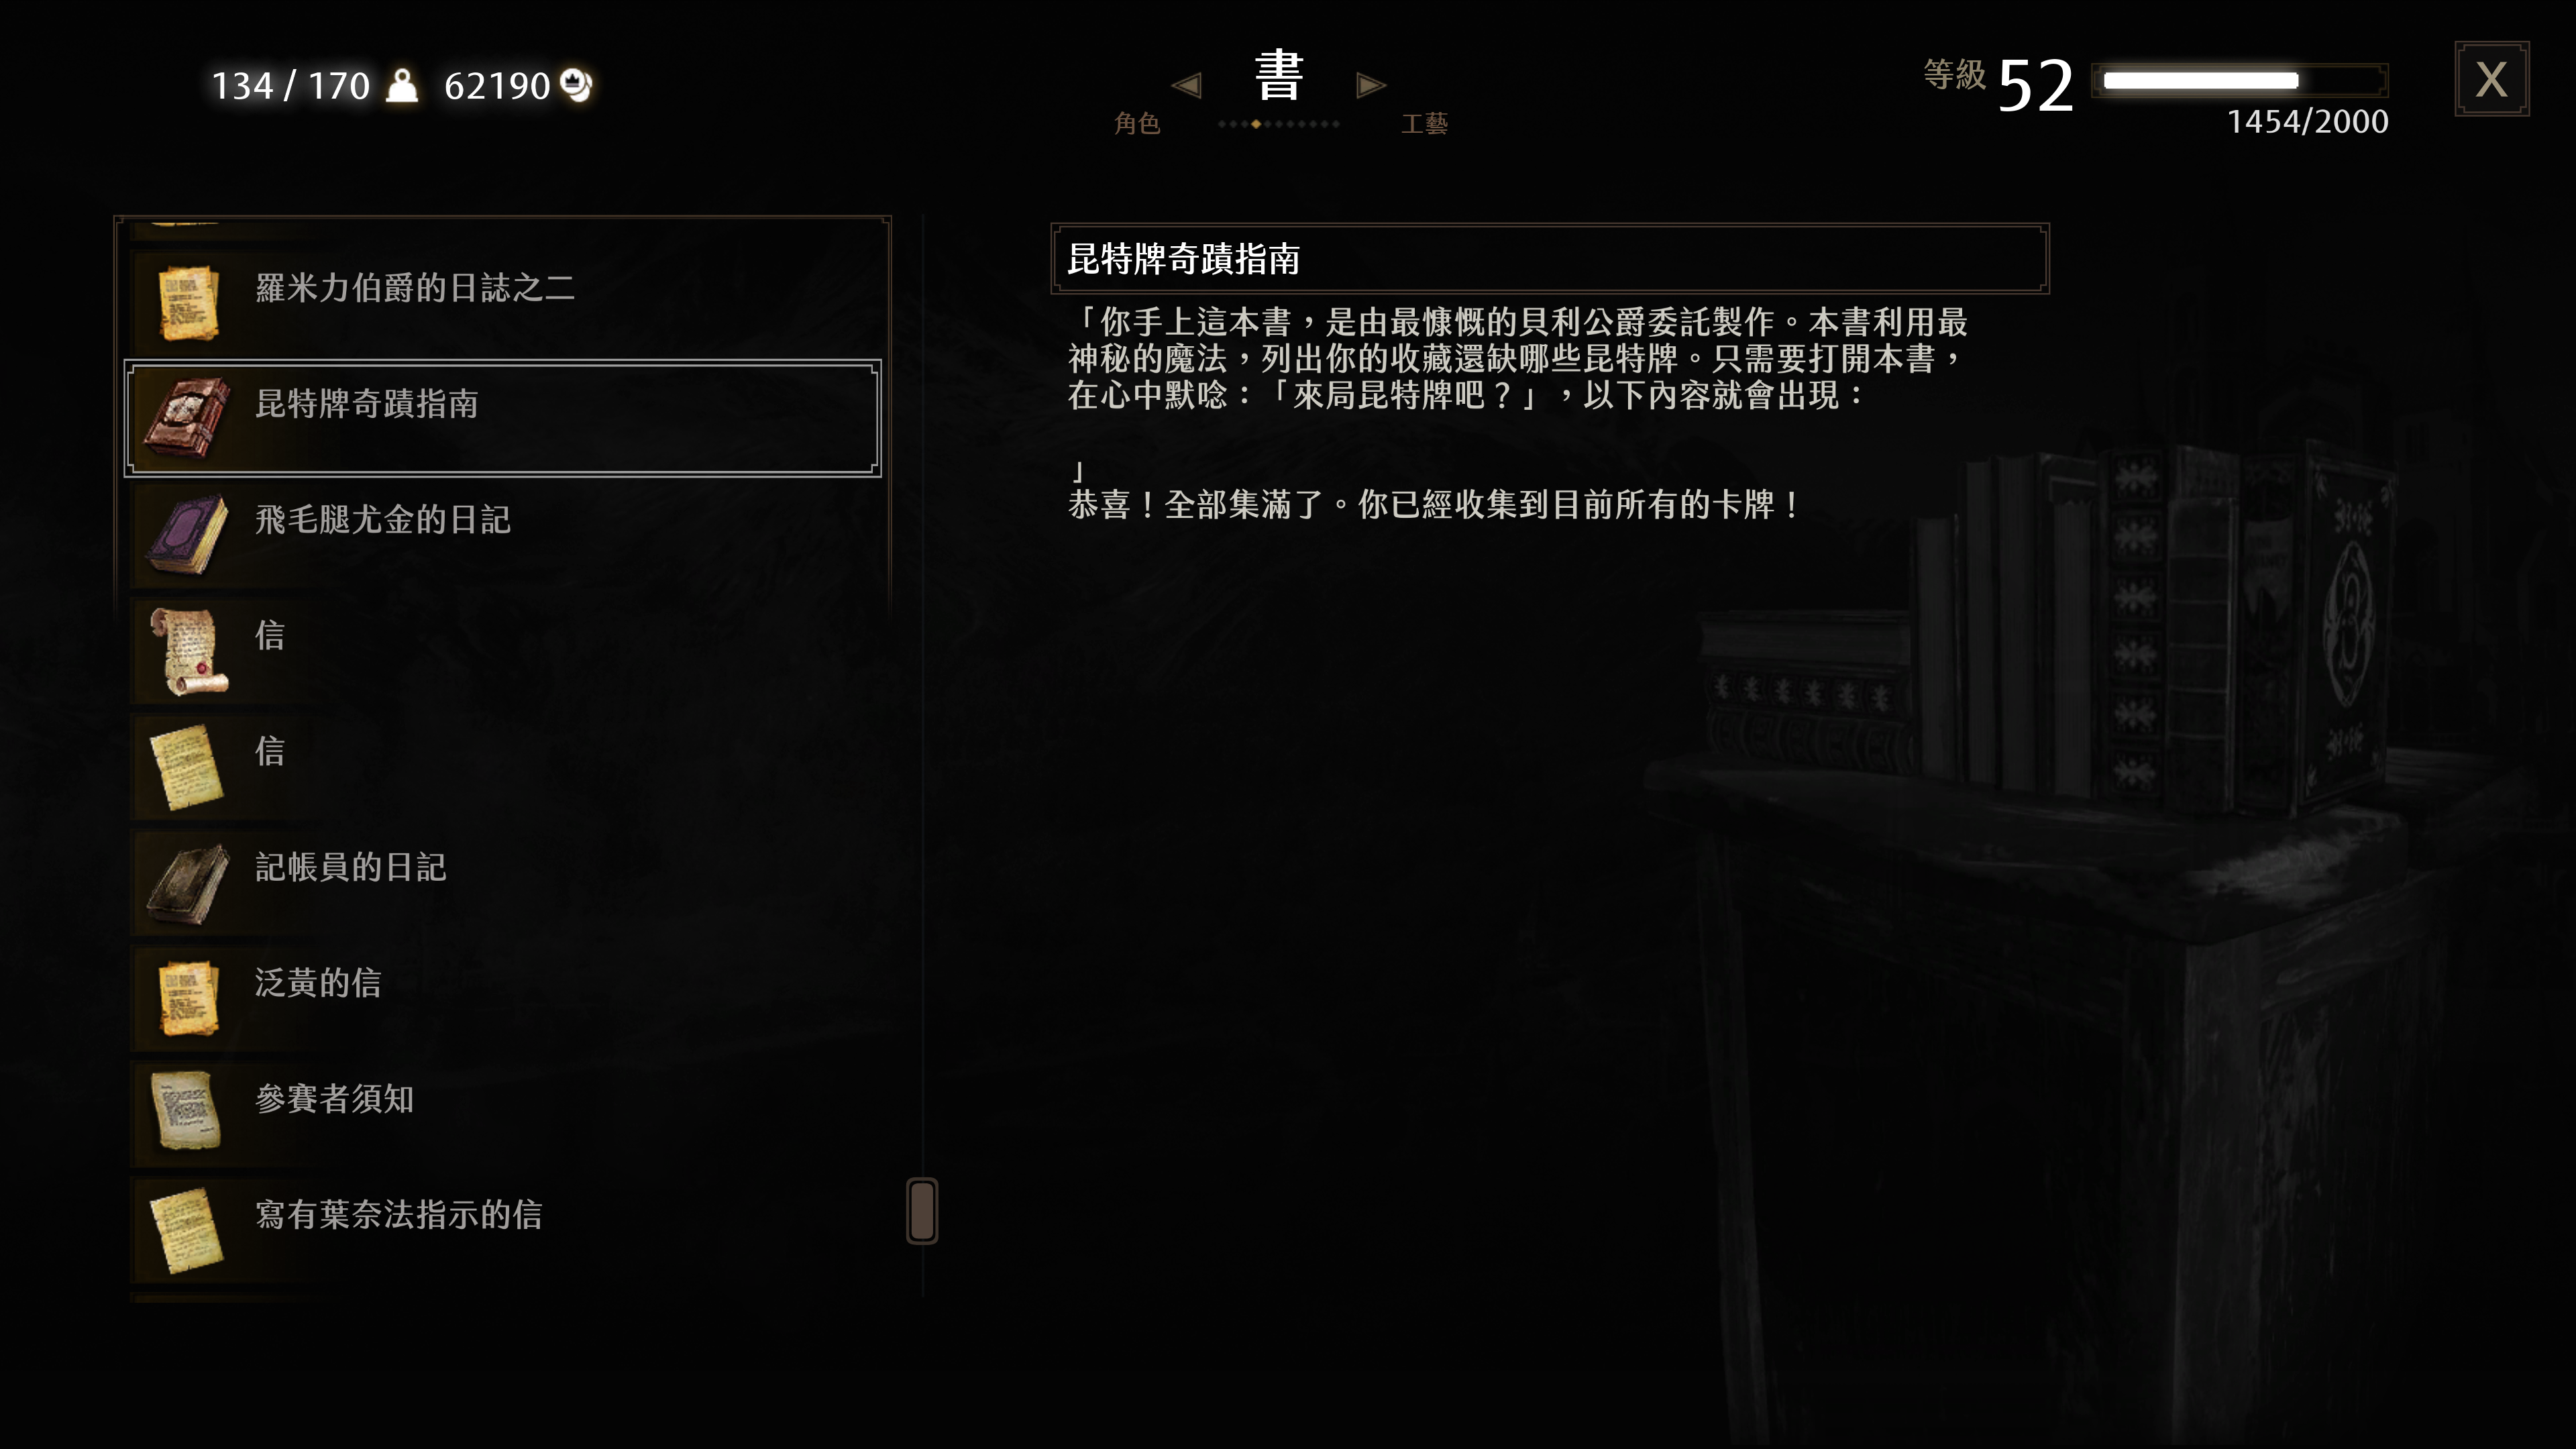 134 / 170 62190
書
角色 工藝
等級 52
1454/2000
X
羅米力伯爵的日誌之二
昆特牌奇蹟指南
飛毛腿尤金的日記
信
信
記帳員的日記
泛黃的信
參賽者須知
寫有葉奈法指示的信
昆特牌奇蹟指南
「你手上這本書，是由最慷慨的貝利公爵委託製作。本書利用最
神秘的魔法，列出你的收藏還缺哪些昆特牌。只需要打開本書，
在心中默唸：「來局昆特牌吧？」，以下內容就會出現：
」
恭喜！全部集滿了。你已經收集到目前所有的卡牌！